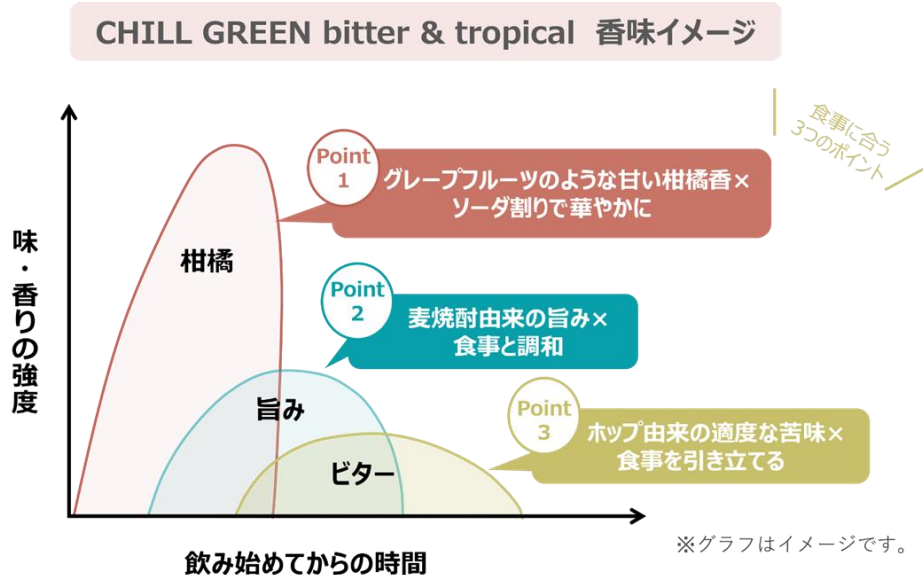 CHILL GREEN bitter & tropical 香味イメージ
食事に合う
3つのポイント
味・香りの強度
Point
1
グレープフルーツのような甘い柑橘香×
ソーダ割りで華やかに
柑橘
Point
2
麦焼酎由来の旨み×
食事と調和
旨み
Point
3
ホップ由来の適度な苦味×
食事を引き立てる
ビター
飲み始めてからの時間
※グラフはイメージです。